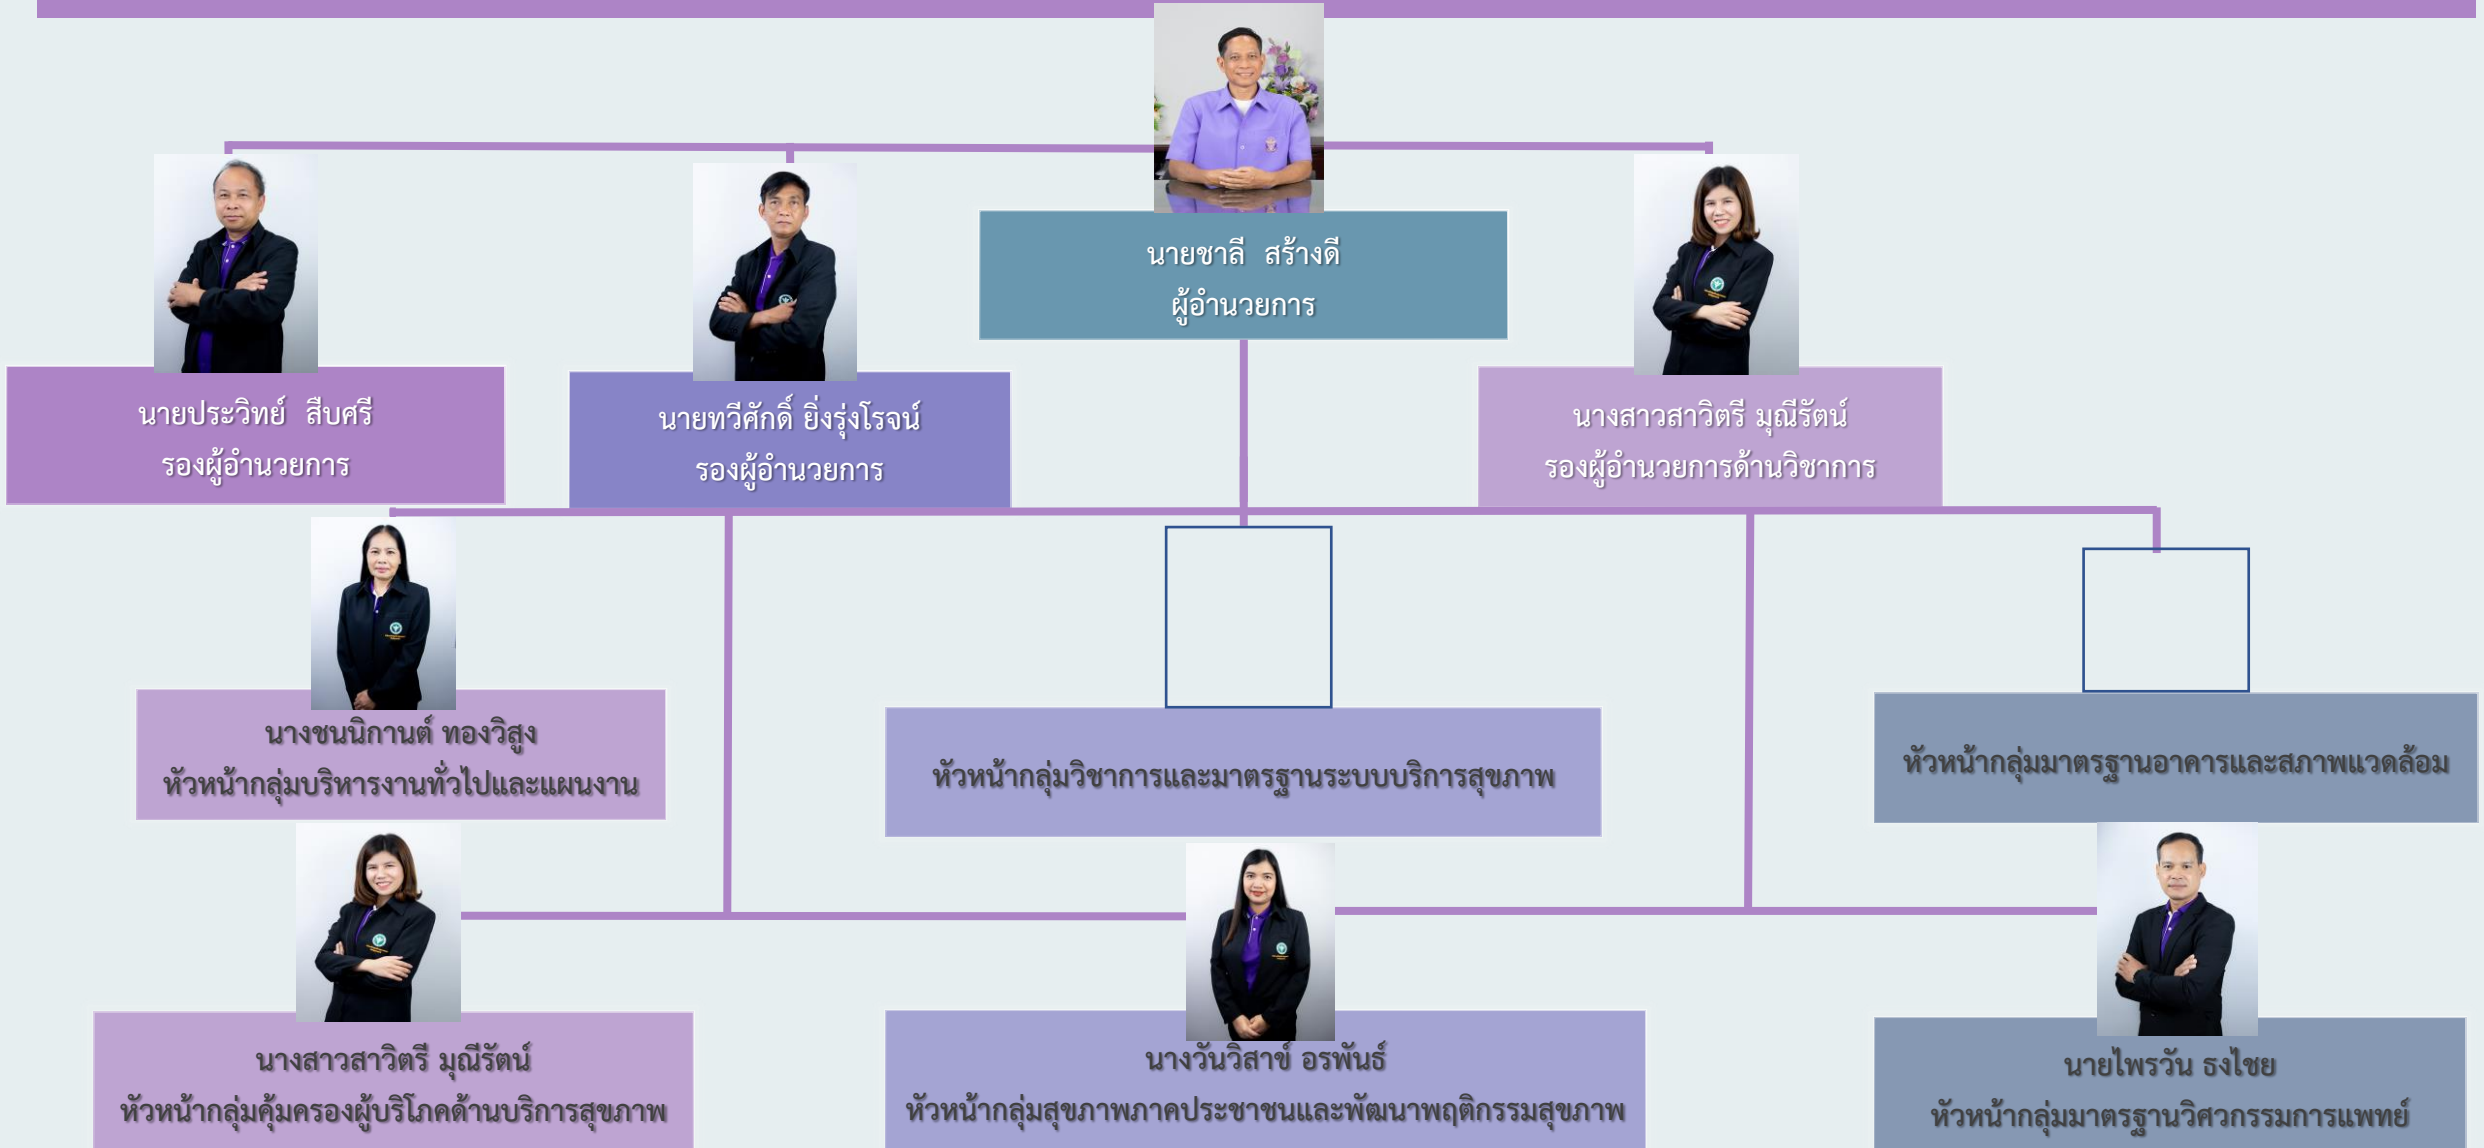 นายชาลี สร้างดี
ผู้อำนวยการ
นายประวิทย์ สืบศรี
รองผู้อำนวยการ
นายทวีศักดิ์ ยิ่งรุ่งโรจน์
รองผู้อำนวยการ
นางสาวสาวิตรี มุณีรัตน์
รองผู้อำนวยการด้านวิชาการ
นางชนนิกานต์ ทองวิสูง
หัวหน้ากลุ่มบริหารงานทั่วไปและแผนงาน
หัวหน้ากลุ่มวิชาการและมาตรฐานระบบบริการสุขภาพ
หัวหน้ากลุ่มมาตรฐานอาคารและสภาพแวดล้อม
นางสาวสาวิตรี มุณีรัตน์
หัวหน้ากลุ่มคุ้มครองผู้บริโภคด้านบริการสุขภาพ
นางวันวิสาข์ อรพันธ์
หัวหน้ากลุ่มสุขภาพภาคประชาชนและพัฒนาพฤติกรรมสุขภาพ
นายไพรวัน ธงไชย
หัวหน้ากลุ่มมาตรฐานวิศวกรรมการแพทย์